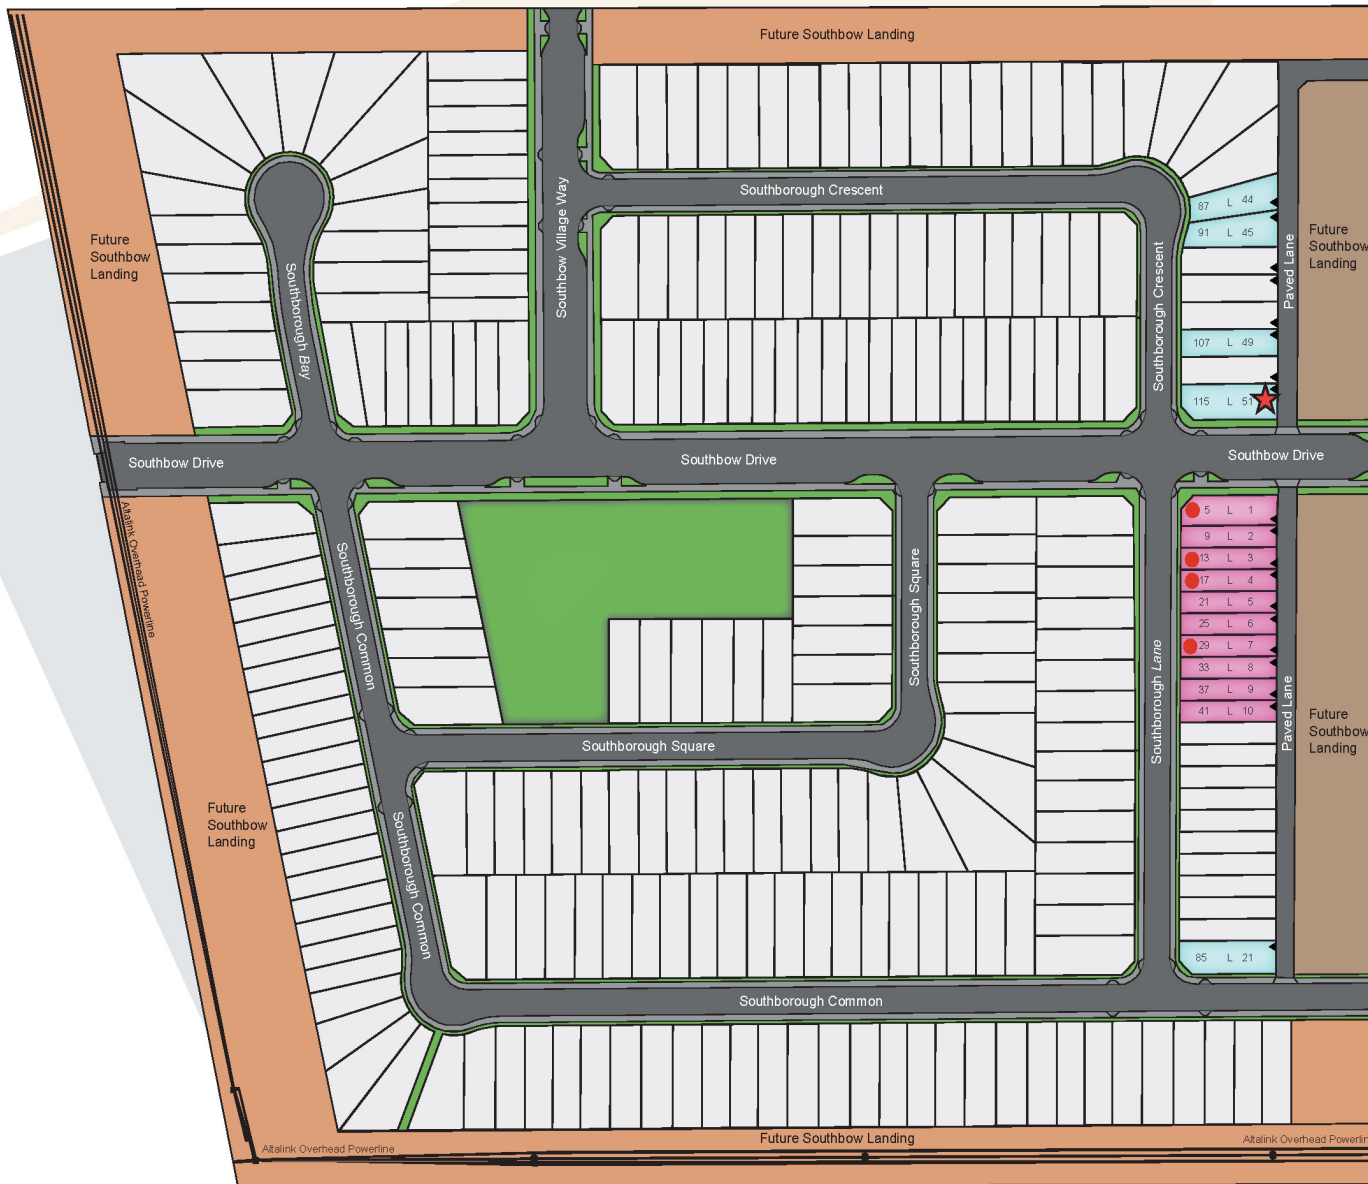 Future Southbow Landing
Southborough Crescent
Southbow Village Way
87 L 44
91 L 45
Future
Southbow
Landing
Future
Southbow
Landing
Paved Lane
Southborough Crescent
Southborough Bay
107 L 49
115 L 51
Southbow Drive
Southbow Drive
Southbow Drive
Altalink Overhead Powerline
5 L 1
9 L 2
13 L 3
17 L 4
21 L 5
25 L 6
29 L 7
33 L 8
37 L 9
41 L 10
Southborough Common
Southborough Square
Southborough Lane
Paved Lane
Future
Southbow
Landing
Southborough Square
Future
Southbow
Landing
Southborough Common
85 L 21
Southborough Common
Future Southbow Landing
Altalink Overhead Powerline
Altalink Overhead Powerlin